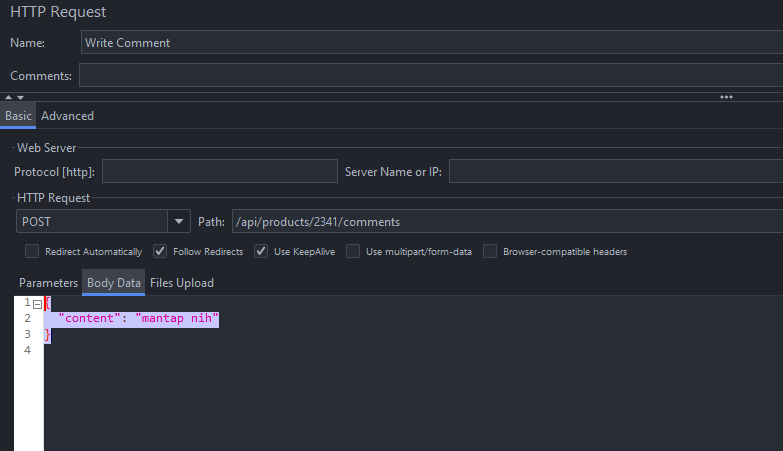 HTTP Request
Name: Write Comment
Comments:
Basic Advanced
Web Server
Protocol [http]: Server Name or IP:
HTTP Request
POST Path: /api/products/2341/comments
Redirect Automatically Follow Redirects Use KeepAlive Use multipart/form-data Browser-compatible headers
Parameters Body Data Files Upload
1 {
2 "content": "mantap nih"
3 }
4